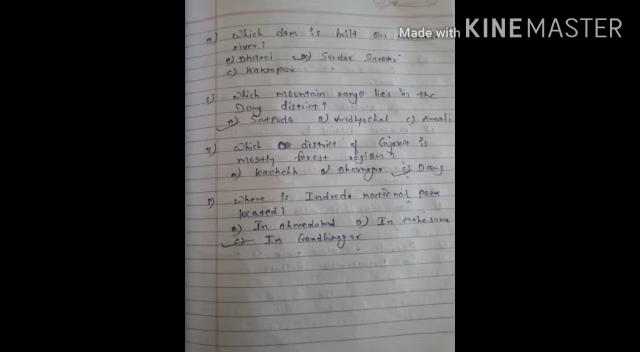 Made with KINEMASTER
Which dam is built on
river?
a) Dharoi b) Sardar Sarovar
c) Kakrapar
Which mountain range lies in the
Dang district?
a) Satpuda b) Vindhyachal c) Aravali
Which district of Gujarat is
mostly forest region?
a) Kachchh b) Bhavnagar c) Dang
Where is Indroda national park
located?
a) In Ahmedabad b) In Mahesana
c) In Gandhinagar